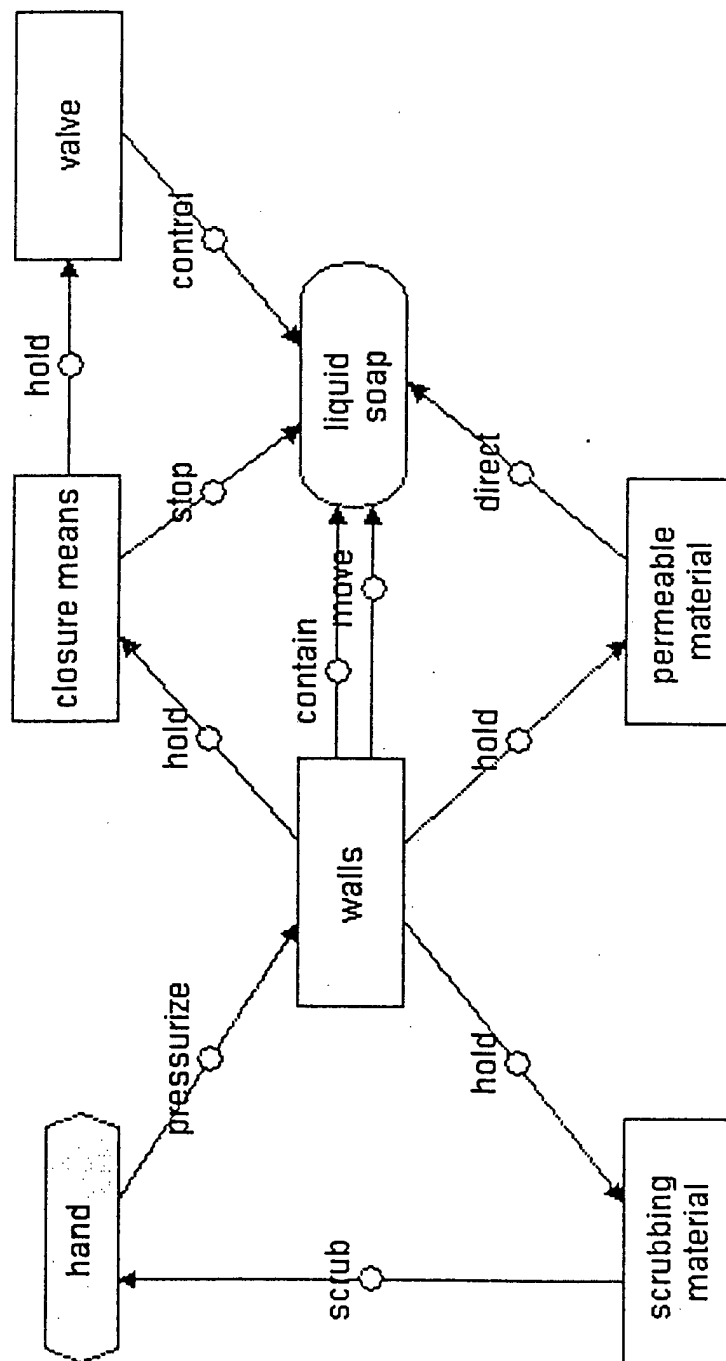 hand
closure means
hold
valve
pressurize
hold
stop
control
scrub
walls
contain
move
liquid
soap
hold
hold
direct
scrubbing
material
permeable
material